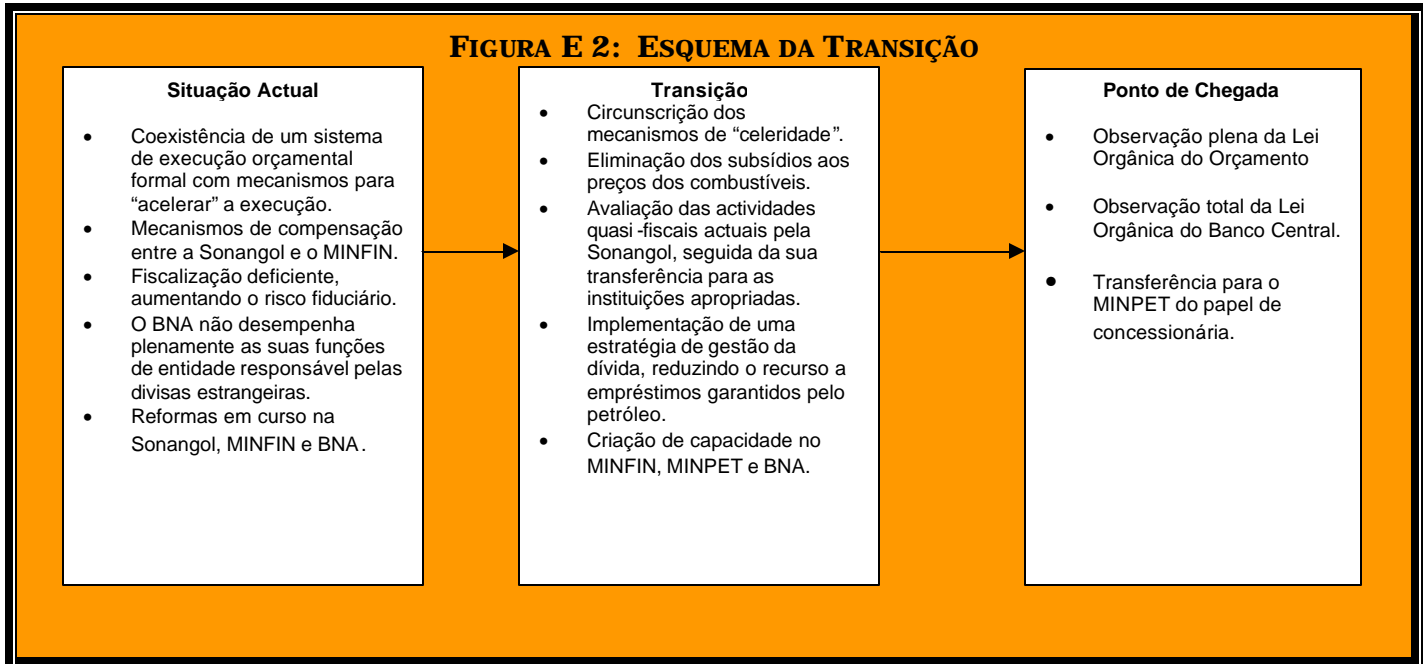 FIGURA E 2: ESQUEMA DA TRANSIÇÃO
Situação Actual
• Coexistência de um sistema
de execução orçamental
formal com mecanismos para
“acelerar” a execução.
• Mecanismos de compensação
entre a Sonangol e o MINFIN.
• Fiscalização deficiente,
aumentando o risco fiduciário.
• O BNA não desempenha
plenamente as suas funções
de entidade responsável pelas
divisas estrangeiras.
• Reformas em curso na
Sonangol, MINFIN e BNA.
Transição
• Circunscrição dos
mecanismos de “celeridade”.
• Eliminação dos subsídios aos
preços dos combustíveis.
• Avaliação das actividades
quasi-fiscais actuais pela
Sonangol, seguida da sua
transferência para as
instituições apropriadas.
• Implementação de uma
estratégia de gestão da
dívida, reduzindo o recurso a
empréstimos garantidos pelo
petróleo.
• Criação de capacidade no
MINFIN, MINPET e BNA.
Ponto de Chegada
• Observação plena da Lei
Orgânica do Orçamento
• Observação total da Lei
Orgânica do Banco Central.
• Transferência para o
MINPET do papel de
concessionária.